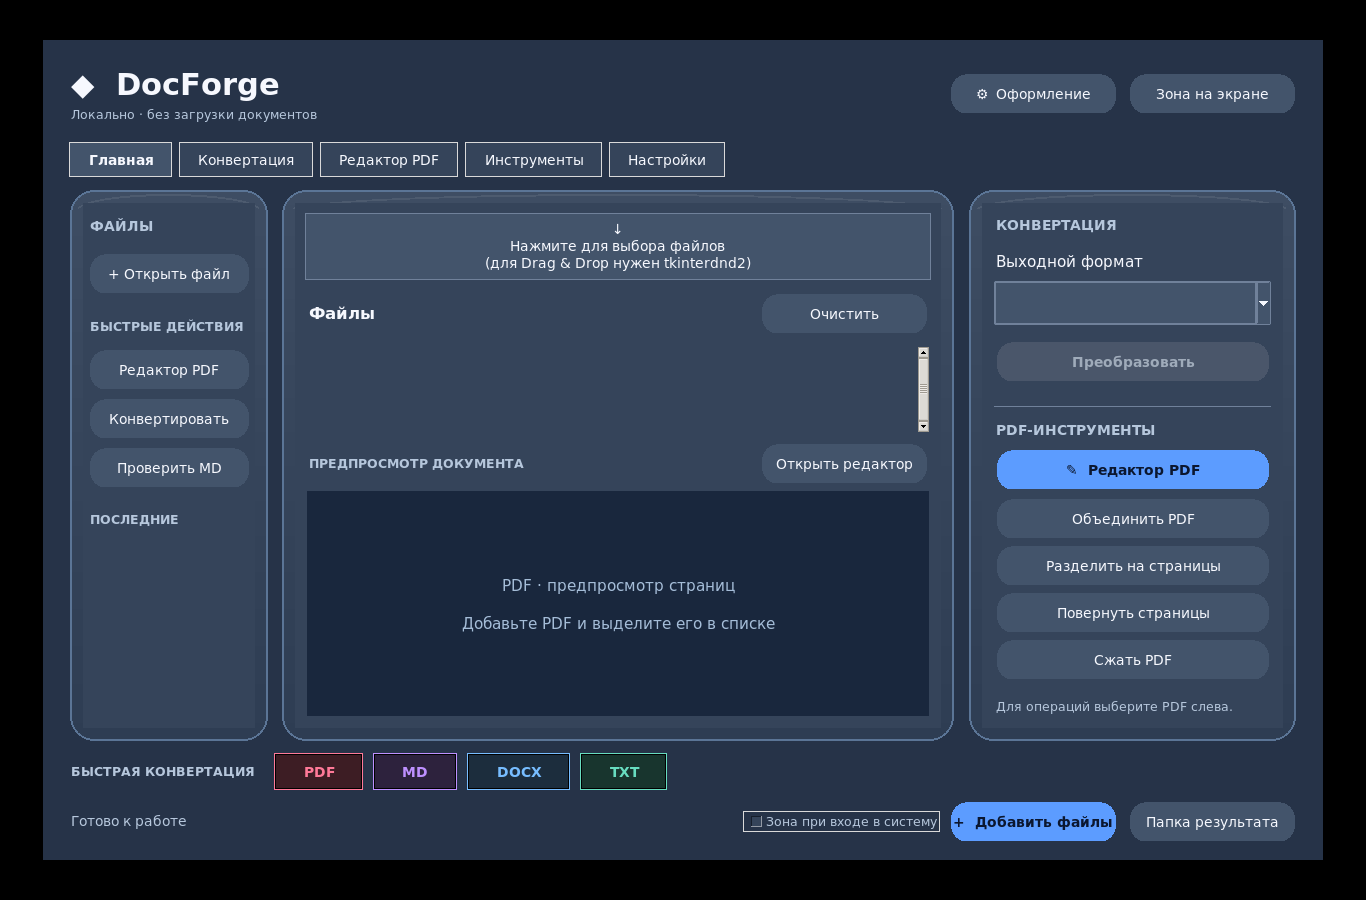 ◆ DocForge
Локально · без загрузки документов
⚙ Оформление
Зона на экране
Главная
Конвертация
Редактор PDF
Инструменты
Настройки
ФАЙЛЫ
+ Открыть файл
БЫСТРЫЕ ДЕЙСТВИЯ
Редактор PDF
Конвертировать
Проверить MD
ПОСЛЕДНИЕ
↓
Нажмите для выбора файлов
(для Drag & Drop нужен tkinterdnd2)
Файлы
Очистить
ПРЕДПРОСМОТР ДОКУМЕНТА
Открыть редактор
PDF · предпросмотр страниц
Добавьте PDF и выделите его в списке
КОНВЕРТАЦИЯ
Выходной формат
Преобразовать
PDF-ИНСТРУМЕНТЫ
✎ Редактор PDF
Объединить PDF
Разделить на страницы
Повернуть страницы
Сжать PDF
Для операций выберите PDF слева.
БЫСТРАЯ КОНВЕРТАЦИЯ
PDF
MD
DOCX
TXT
Готово к работе
Зона при входе в систему
+ Добавить файлы
Папка результата